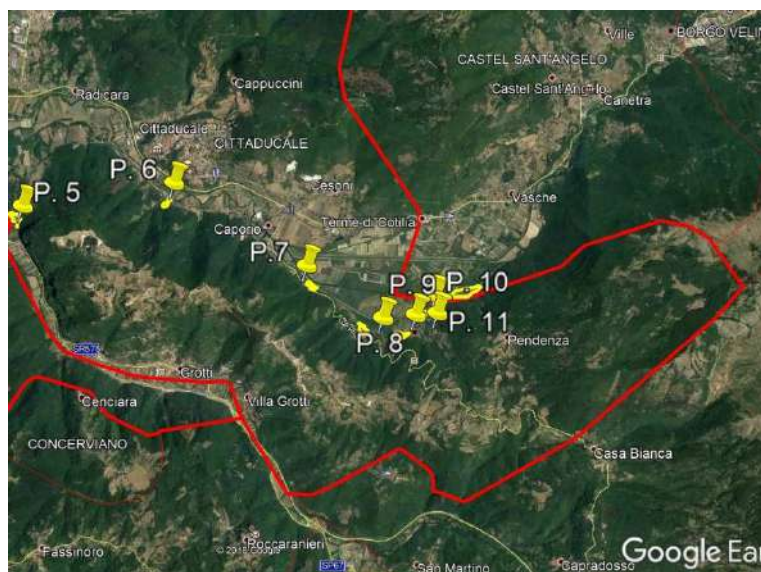 Ville
BORGO VELIN
CASTEL SANT'ANGELO
Cappuccini
Castel Sant'Angelo
Radicara
Canetra
Cittaducale
CITTADUCALE
P. 6
P. 5
Cesoni
Vasche
Terme di Cotilia
Caporio
P.7
P. 9
P. 10
P. 11
P. 8
Pendenza
SR578
Grotti
Cenciara
Villa Grotti
CONCERVIANO
Casa Bianca
Fassinoro
Roccaranieri
Google Ear
SP67
San Martino
Capradosso